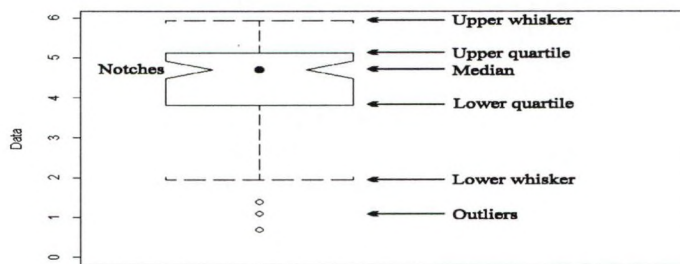 6
Upper whisker
5
Upper quartile
Notches
Median
4
Lower quartile
Data
3
2
Lower whisker
1
Outliers
0